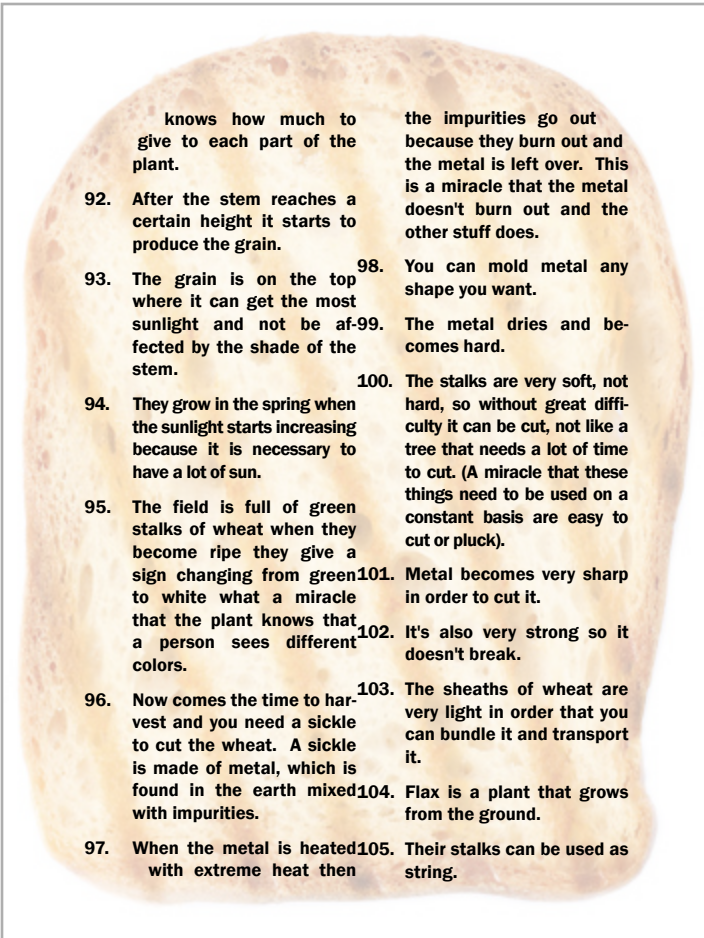 knows how much to
give to each part of the
plant.
92. After the stem reaches a
certain height it starts to
produce the grain.
93. The grain is on the top
where it can get the most
sunlight and not be af-
fected by the shade of the
stem.
94. They grow in the spring when
the sunlight starts increasing
because it is necessary to
have a lot of sun.
95. The field is full of green
stalks of wheat when they
become ripe they give a
sign changing from green
to white what a miracle
that the plant knows that
a person sees different
colors.
96. Now comes the time to har-
vest and you need a sickle
to cut the wheat. A sickle
is made of metal, which is
found in the earth mixed
with impurities.
97. When the metal is heated
with extreme heat then
the impurities go out
because they burn out and
the metal is left over. This
is a miracle that the metal
doesn't burn out and the
other stuff does.
98. You can mold metal any
shape you want.
99. The metal dries and be-
comes hard.
100. The stalks are very soft, not
hard, so without great diffi-
culty it can be cut, not like a
tree that needs a lot of time
to cut. (A miracle that these
things need to be used on a
constant basis are easy to
cut or pluck).
101. Metal becomes very sharp
in order to cut it.
102. It's also very strong so it
doesn't break.
103. The sheaths of wheat are
very light in order that you
can bundle it and transport
it.
104. Flax is a plant that grows
from the ground.
105. Their stalks can be used as
string.